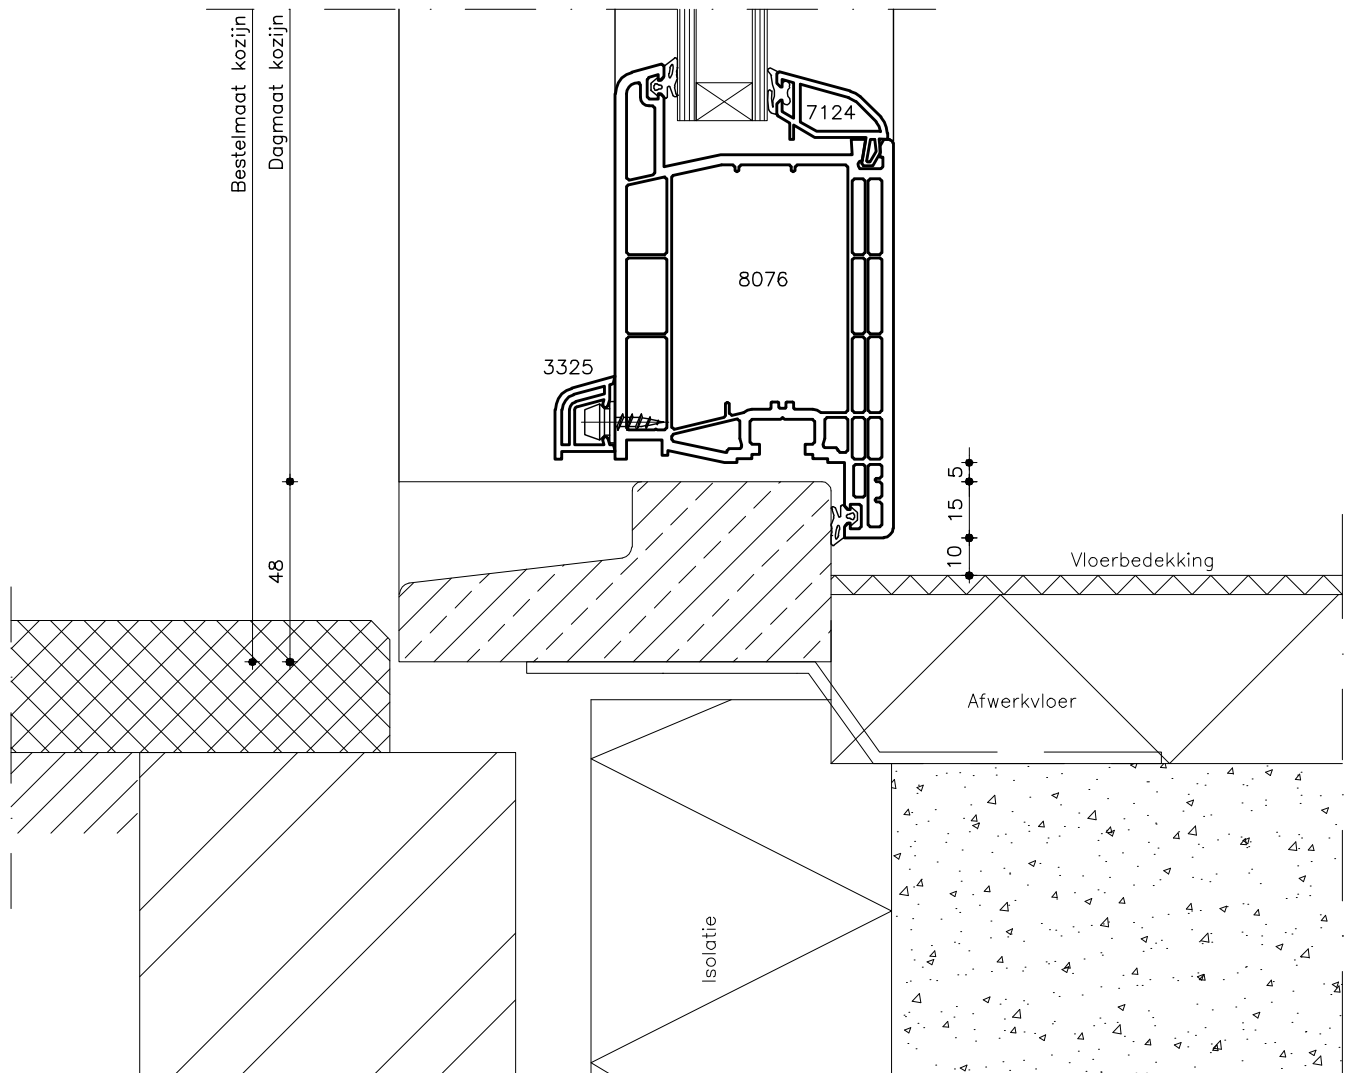 Bestelmaat kozijn
Dagmaat kozijn
7124
8076
3325
5
15
10
48
Vloerbedekking
Afwerkvloer
Isolatie